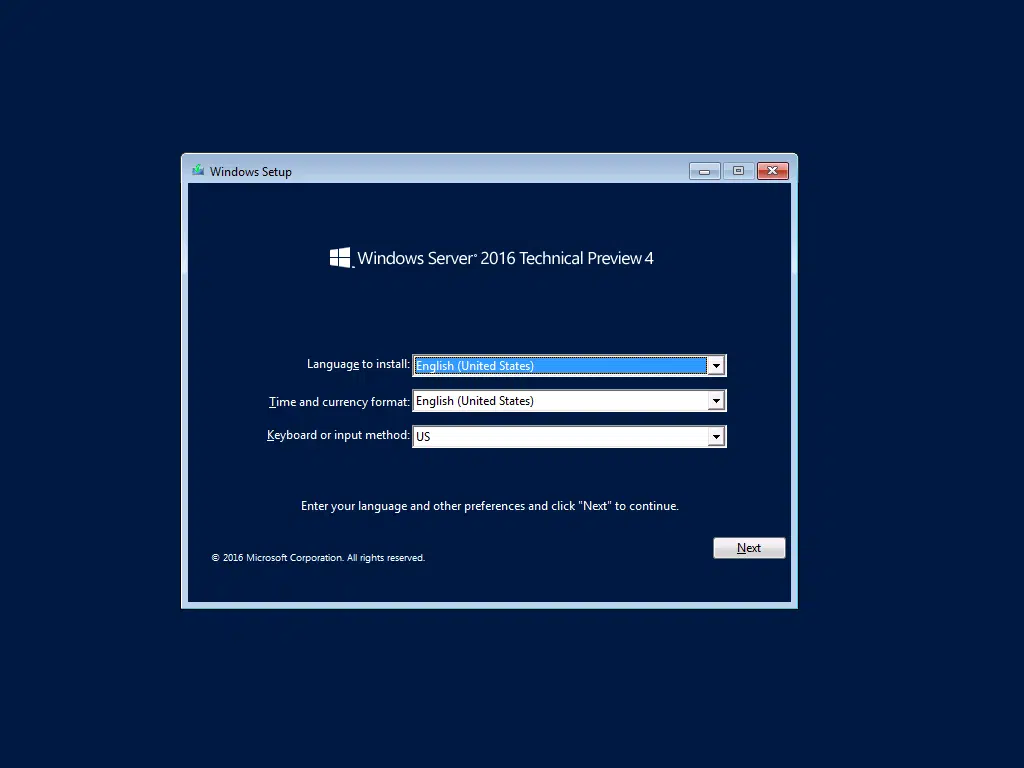 Windows Setup
Windows Server® 2016 Technical Preview 4
Language to install: English (United States)
Time and currency format: English (United States)
Keyboard or input method: US
Enter your language and other preferences and click "Next" to continue.
Next
© 2016 Microsoft Corporation. All rights reserved.